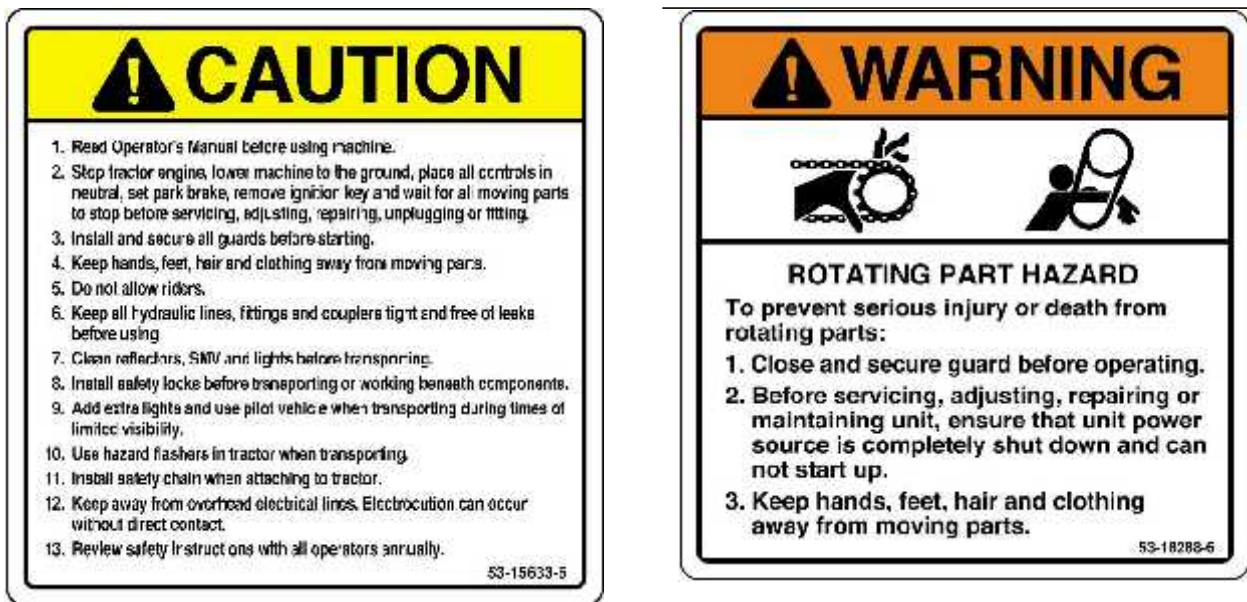 CAUTION
1. Read Operator's Manual before using machine.
2. Stop tractor engine, lower machine to the ground, place all controls in
neutral, set park brake, remove ignition key and wait for all moving parts
to stop before servicing, adjusting, repairing, unplugging or fitting.
3. Install and secure all guards before starting.
4. Keep hands, feet, hair and clothing away from moving parts.
5. Do not allow riders.
6. Keep all hydraulic lines, fittings and couplers tight and free of leaks
before using
7. Clean reflectors, SMV and lights before transporting.
8. Install safety locks before transporting or working beneath components.
9. Add extra lights and use pilot vehicle when transporting during times of
limited visibility.
10. Use hazard flashers in tractor when transporting.
11. Install safety chain when attaching to tractor.
12. Keep away from overhead electrical lines. Electrocution can occur
without direct contact.
13. Review safety instructions with all operators annually.
53-15633-5
WARNING
ROTATING PART HAZARD
To prevent serious injury or death from
rotating parts:
1. Close and secure guard before operating.
2. Before servicing, adjusting, repairing or
maintaining unit, ensure that unit power
source is completely shut down and can
not start up.
3. Keep hands, feet, hair and clothing
away from moving parts.
53-18288-6